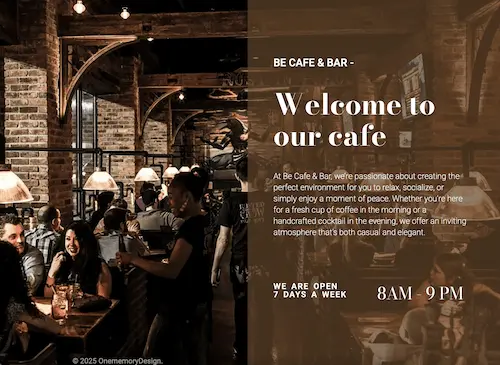 BE CAFE & BAR -
Welcome to
our cafe
At Be Cafe & Bar, we're passionate about creating the
perfect environment for you to relax, socialize, or
simply enjoy a moment of peace. Whether you're here
for a fresh cup of coffee in the morning or a
handcrafted cocktail in the evening, we offer an inviting
atmosphere that's both casual and elegant.
WE ARE OPEN
7 DAYS A WEEK
8AM - 9 PM
© 2025 OnememoryDesign.